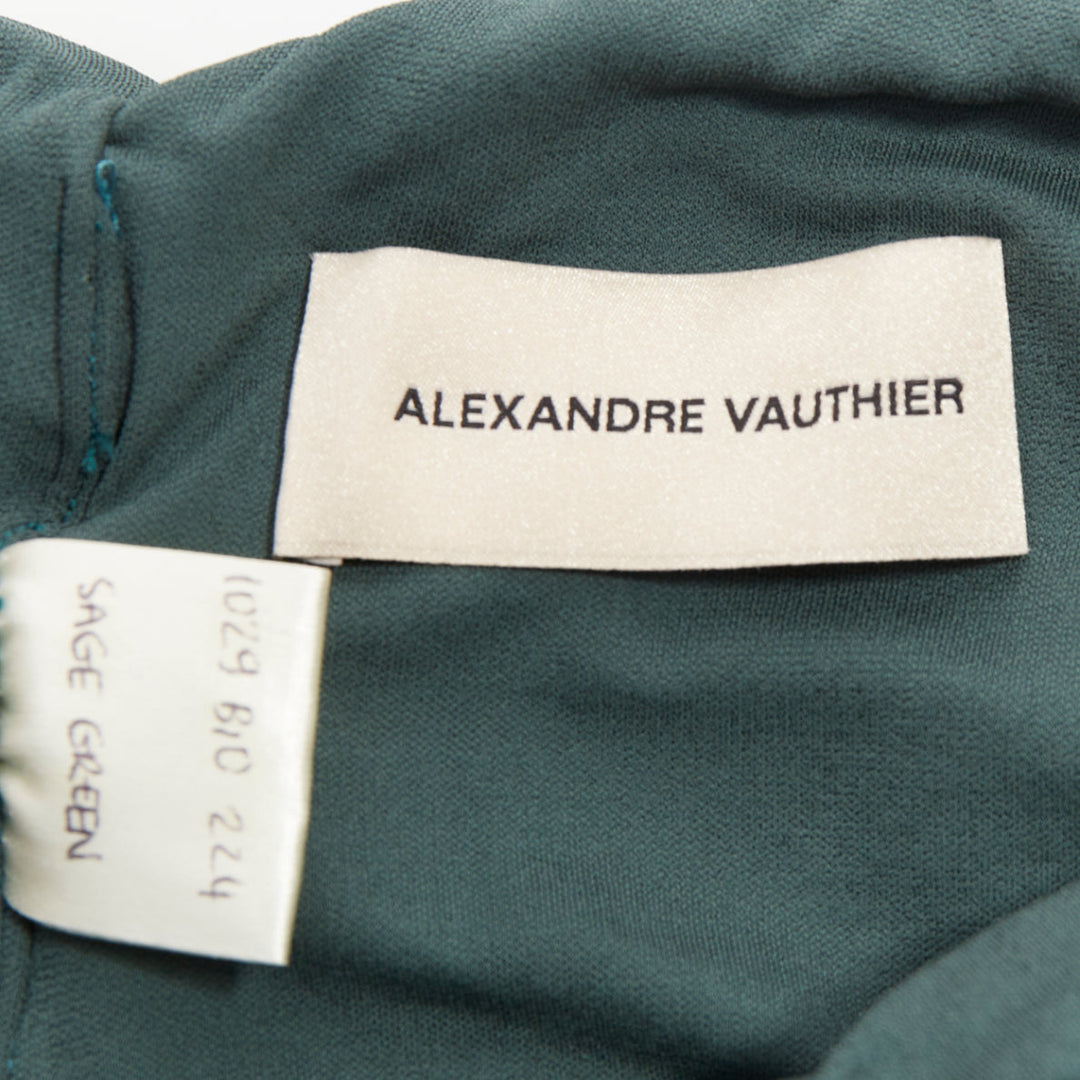 ALEXANDRE VAUTHIER
1029 B10 224
SAGE GREEN